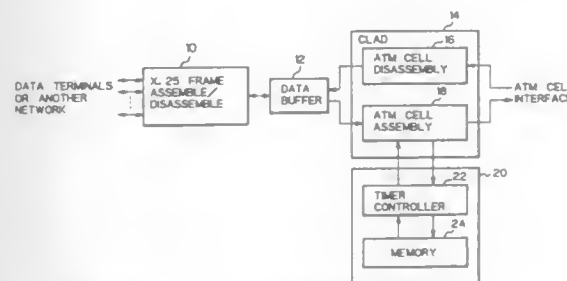 14
CLAD
16
ATM CELL
DISASSEMBLY
10
X. 25 FRAME
ASSEMBLE/
DISASSEMBLE
12
DATA
BUFFER
DATA TERMINALS
OR ANOTHER
NETWORK
18
ATM CELL
ASSEMBLY
ATM CELL
INTERFACE
20
22
TIMER
CONTROLLER
24
MEMORY